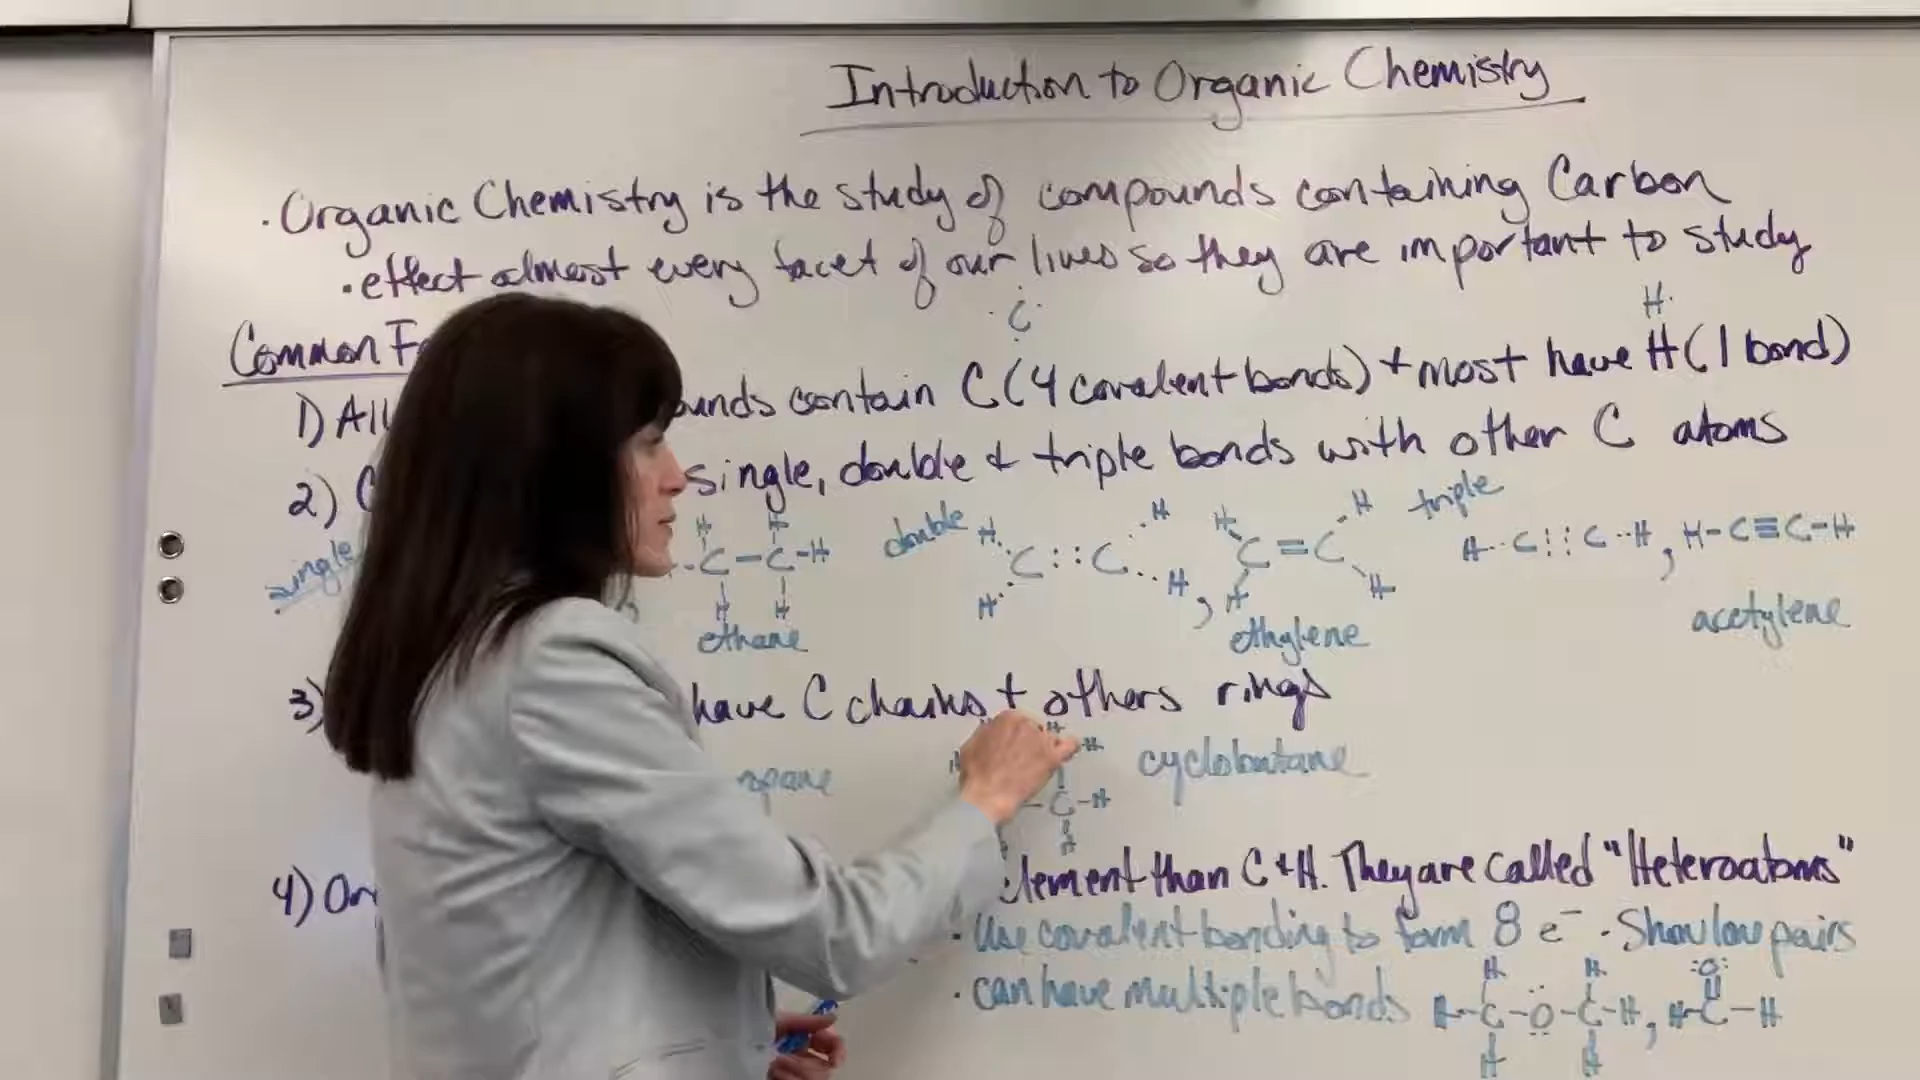 Introduction to Organic Chemistry
· Organic Chemistry is the study of compounds containing Carbon
· effect almost every facet of our lives so they are important to study
C H·
Common
1) All contain C (4 covalent bonds) + most have H (1 bond)
2) single, double + triple bonds with other C atoms
single C-C-H double H C::C H H H, H C=C H H H triple H··C:::C··H, H-C≡C-H
H H H H
ethane ethylene acetylene
3) have C chains + others rings
H cyclobutane
C-H
H
4) than C + H. They are called "Heteroatoms"
· Use covalent bonding to form 8 e⁻ · Show lone pairs
· can have multiple bonds H-C-O-C-H, H-C-H
H H :O:
H H